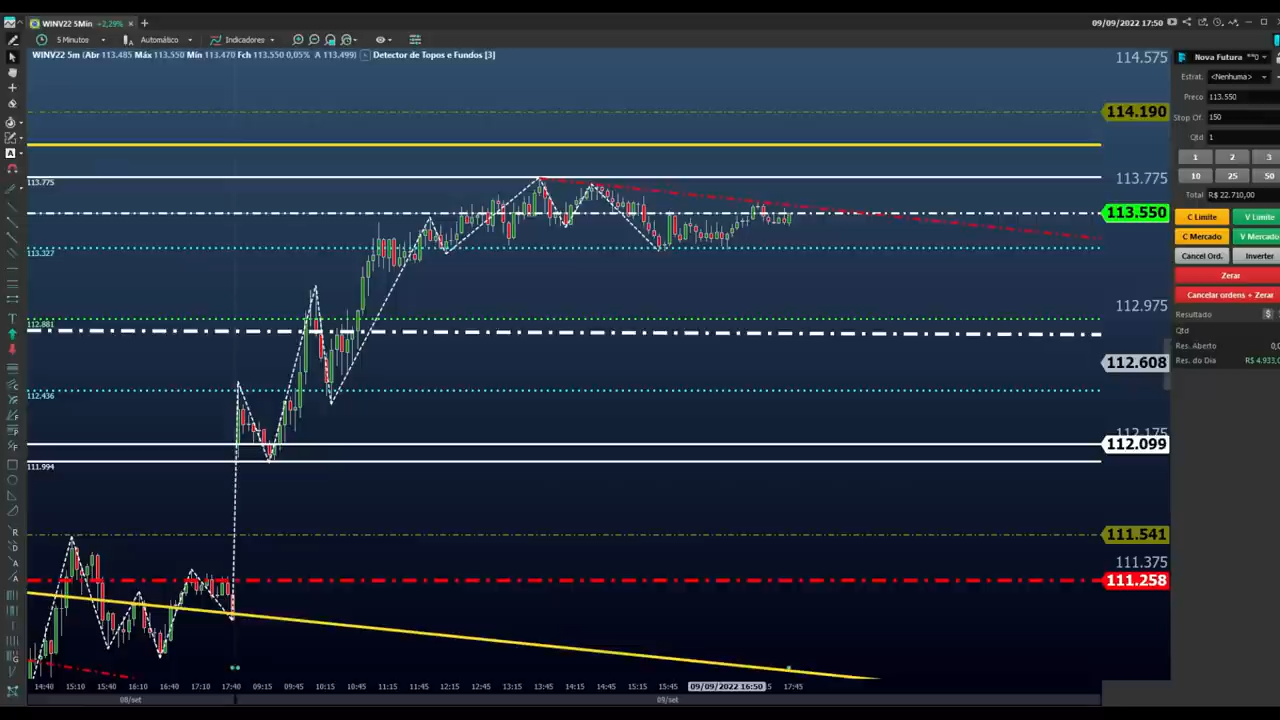 WINV22 5Min +2,29%
09/09/2022 17:50
5 Minutos
Automático
Indicadores
WINV22 5m (Abr 113.485 Máx 113.550 Mín 113.470 Fch 113.550 0,05% A 113.499)
Detector de Topos e Fundos [3]
114.575
114.190
113.775
113.775
113.550
113.327
112.975
112.881
112.608
112.436
112.175
112.099
111.994
111.541
111.375
111.258
14:40 15:10 15:40 16:10 16:40 17:10 17:40 09:15 09:45 10:15 10:45 11:15 11:45 12:15 12:45 13:15 13:45 14:15 14:45 15:15 15:45 09/09/2022 16:50 17:45
08/set 09/set
Nova Futura
Estrat. <Nenhuma>
Preco 113.550
Stop Of. 150
Qtd 1
1 2 3
10 25 50
Total R$ 22.710,00
C Limite V Limite
C Mercado V Mercado
Cancel Ord. Inverter
Zerar
Cancelar ordens + Zerar
Resultado $
Qtd
Res. Aberto 0,0
Res. do Dia R$ 4.933,0